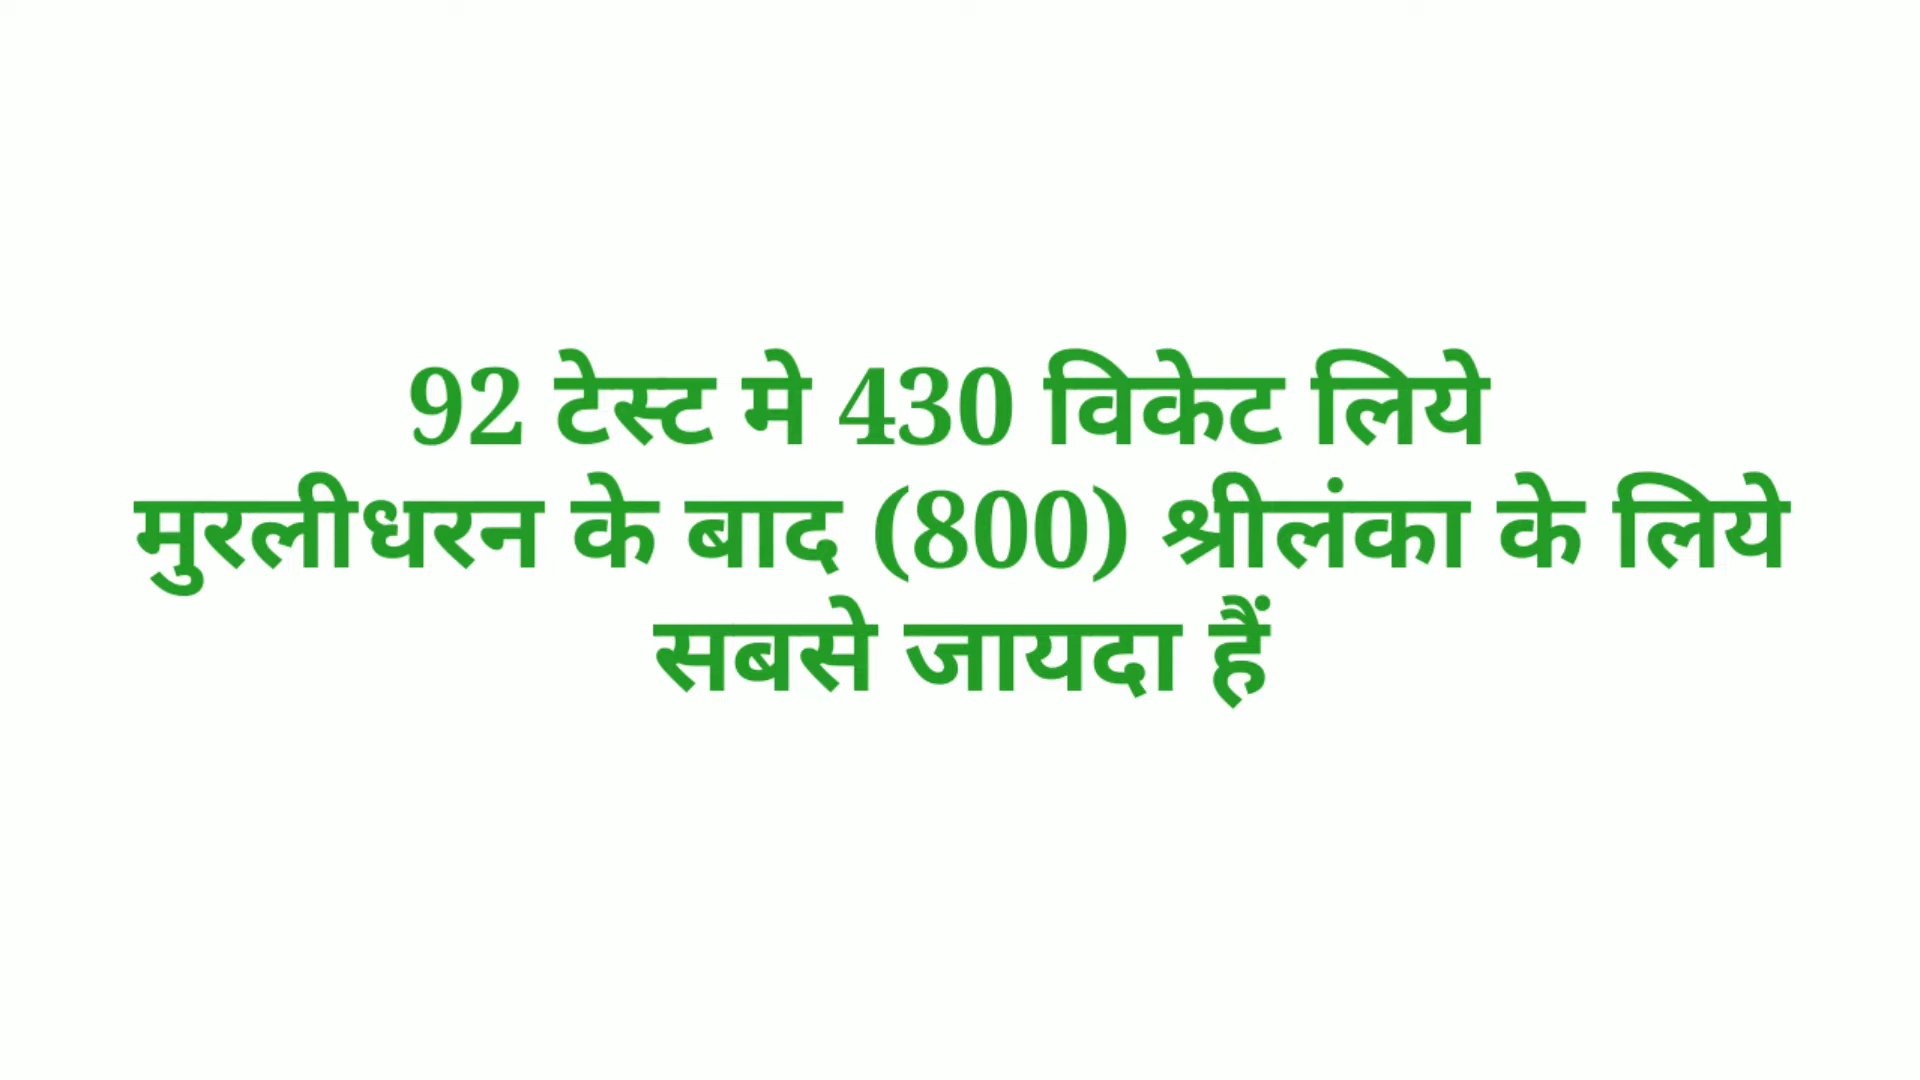 92 टेस्ट मे 430 विकेट लिये
मुरलीधरन के बाद (800) श्रीलंका के लिये
सबसे जायदा हैं